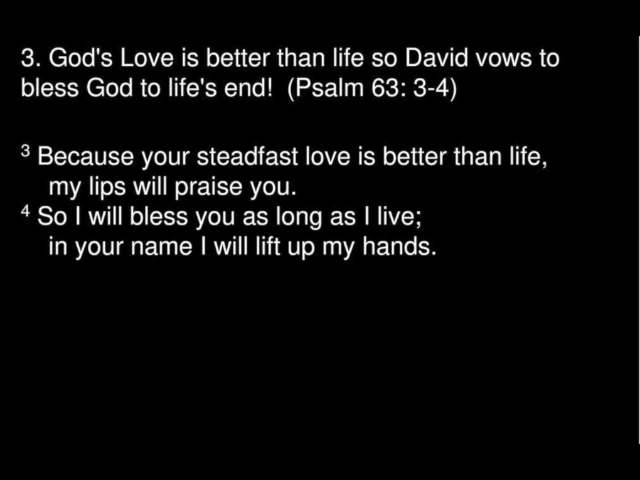 3. God's Love is better than life so David vows to
bless God to life's end!  (Psalm 63: 3-4)
3 Because your steadfast love is better than life,
my lips will praise you.
4 So I will bless you as long as I live;
in your name I will lift up my hands.